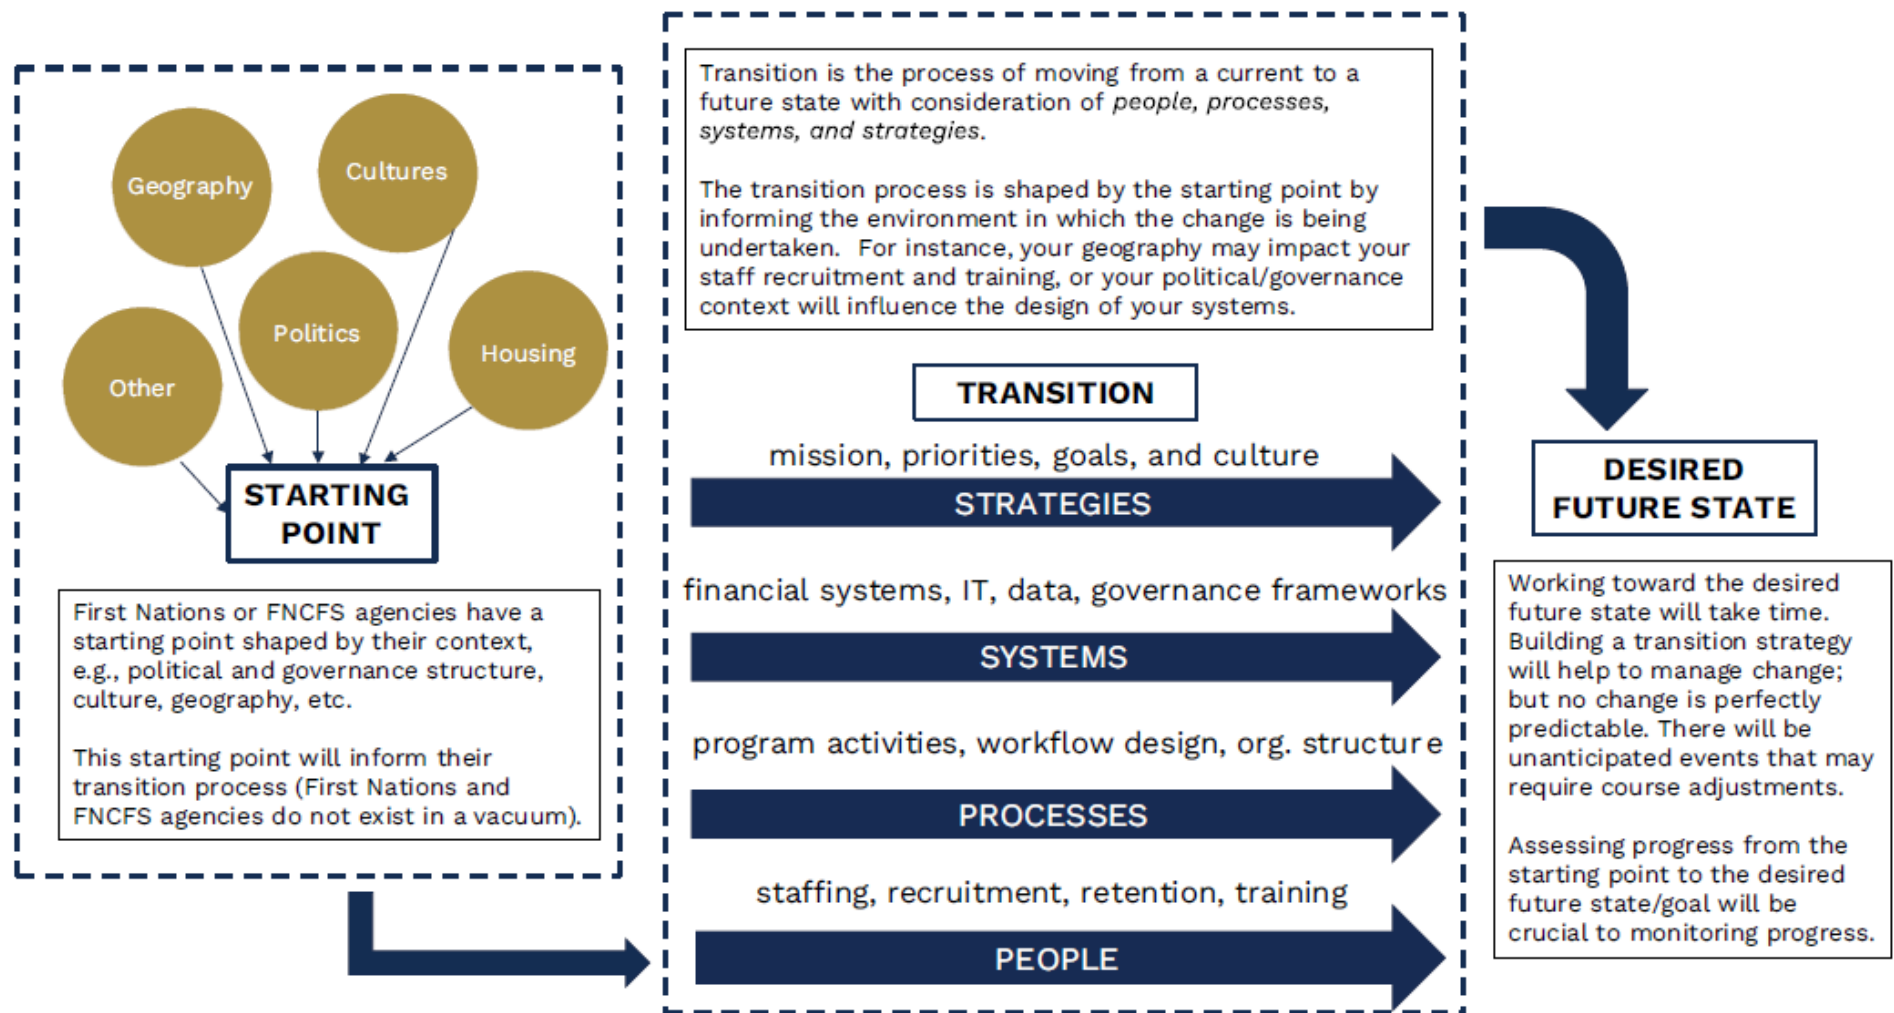 Geography
Cultures
Politics
Housing
Other
STARTING
POINT
First Nations or FNCFS agencies have a
starting point shaped by their context,
e.g., political and governance structure,
culture, geography, etc.
This starting point will inform their
transition process (First Nations and
FNCFS agencies do not exist in a vacuum).
Transition is the process of moving from a current to a
future state with consideration of people, processes,
systems, and strategies.
The transition process is shaped by the starting point by
informing the environment in which the change is being
undertaken.  For instance, your geography may impact your
staff recruitment and training, or your political/governance
context will influence the design of your systems.
TRANSITION
mission, priorities, goals, and culture
STRATEGIES
financial systems, IT, data, governance frameworks
SYSTEMS
program activities, workflow design, org. structure
PROCESSES
staffing, recruitment, retention, training
PEOPLE
DESIRED
FUTURE STATE
Working toward the desired
future state will take time.
Building a transition strategy
will help to manage change;
but no change is perfectly
predictable. There will be
unanticipated events that may
require course adjustments.
Assessing progress from the
starting point to the desired
future state/goal will be
crucial to monitoring progress.